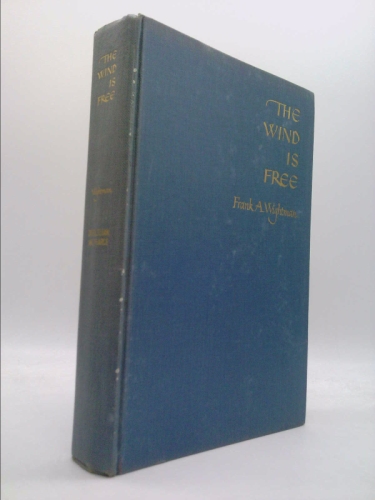 THE
WIND
IS
FREE
THE
WIND
IS
FREE
Frank A. Wightman